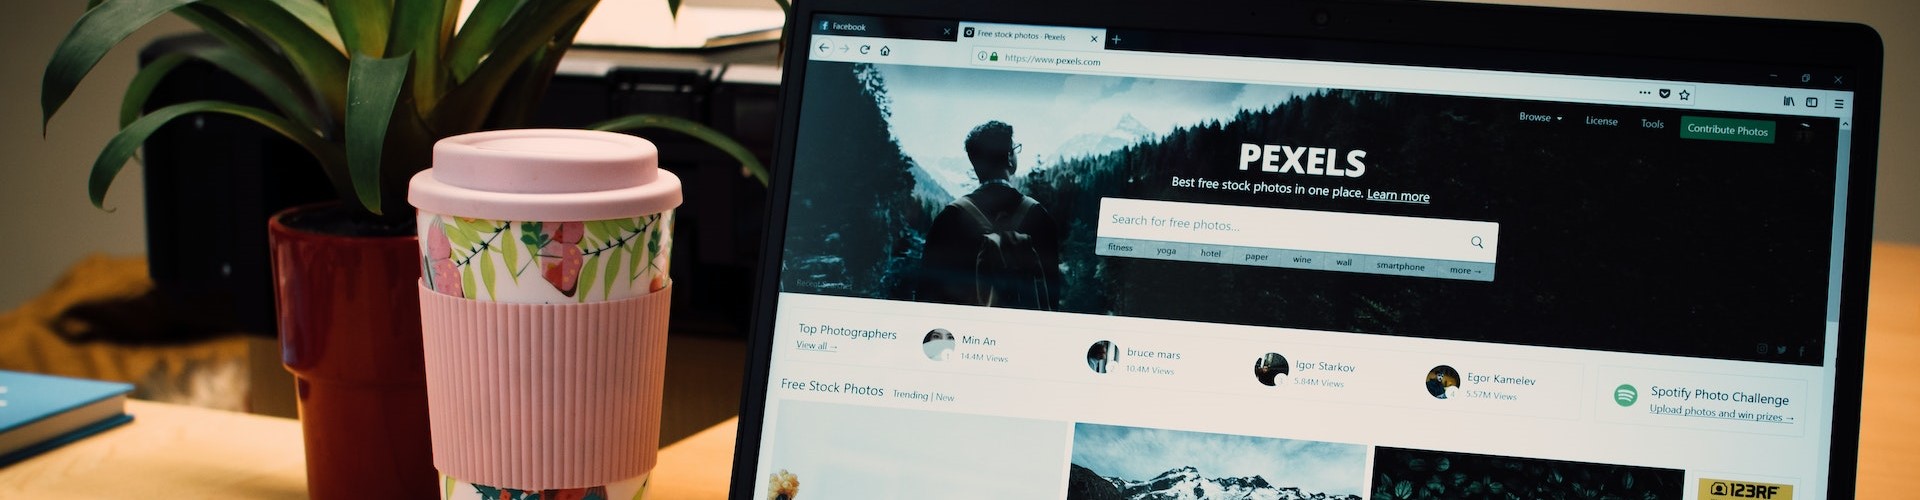 Facebook
Free stock photos - Pexels
https://www.pexels.com
Browse
License
Tools
Contribute Photos
PEXELS
Best free stock photos in one place. Learn more
Search for free photos...
fitness yoga hotel paper wine wall smartphone more →
Top Photographers
View all →
Min An
14.4M Views
bruce mars
10.4M Views
Igor Starkov
5.84M Views
Egor Kamelev
5.57M Views
Spotify Photo Challenge
Upload photos and win prizes →
Free Stock Photos Trending | New
123RF